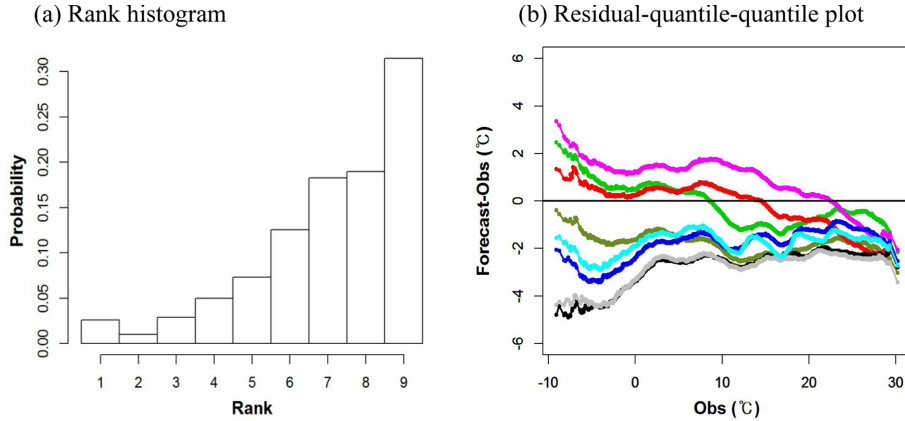 (a) Rank histogram
(b) Residual-quantile-quantile plot
Probability
0.00
0.05
0.10
0.15
0.20
0.25
0.30
1 2 3 4 5 6 7 8 9
Rank
Forecast-Obs (℃)
6
4
2
0
-2
-4
-6
-10 0 10 20 30
Obs (℃)